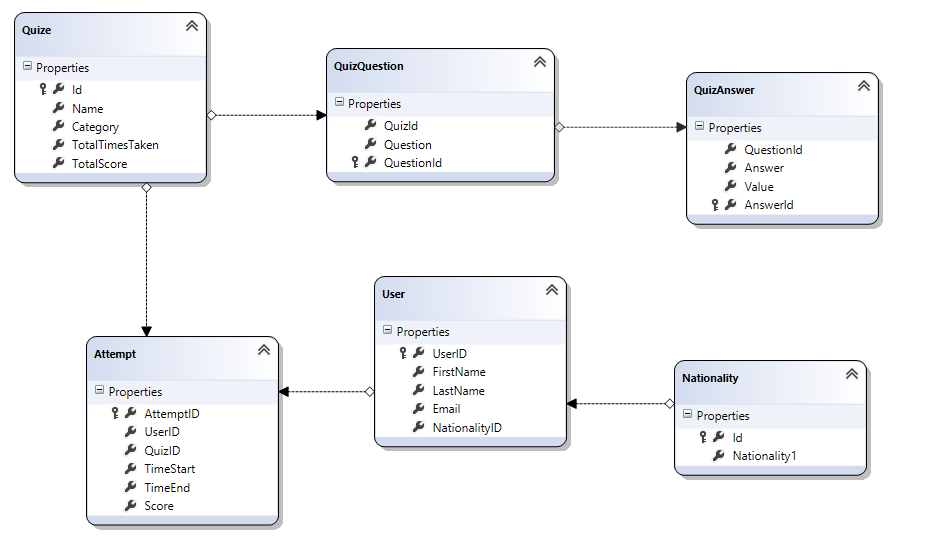 Quize
Properties
Id
Name
Category
TotalTimesTaken
TotalScore
QuizQuestion
Properties
QuizId
Question
QuestionId
QuizAnswer
Properties
QuestionId
Answer
Value
AnswerId
Attempt
Properties
AttemptID
UserID
QuizID
TimeStart
TimeEnd
Score
User
Properties
UserID
FirstName
LastName
Email
NationalityID
Nationality
Properties
Id
Nationality1